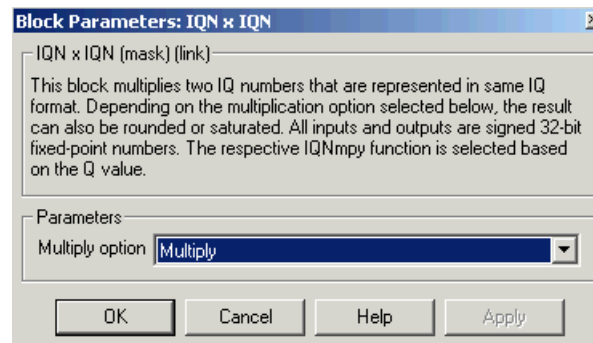 Block Parameters: IQN x IQN
IQN x IQN (mask) (link)
This block multiplies two IQ numbers that are represented in same IQ
format. Depending on the multiplication option selected below, the result
can also be rounded or saturated. All inputs and outputs are signed 32-bit
fixed-point numbers. The respective IQNmpy function is selected based
on the Q value.
Parameters
Multiply option Multiply
OK Cancel Help Apply